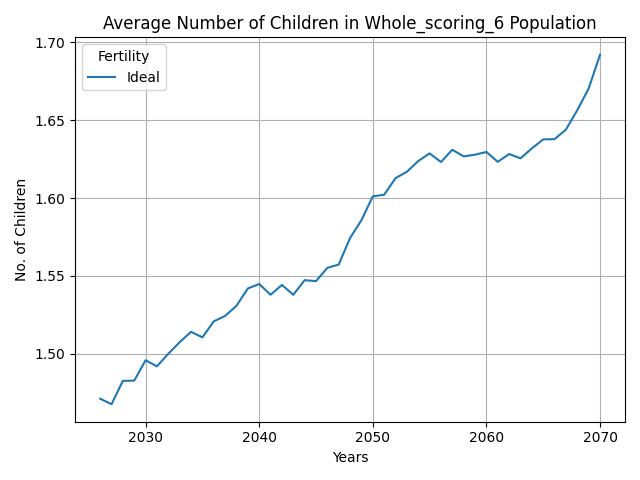 Average Number of Children in Whole_scoring_6 Population
Fertility
Ideal
No. of Children
1.70
1.65
1.60
1.55
1.50
2030 2040 2050 2060 2070
Years